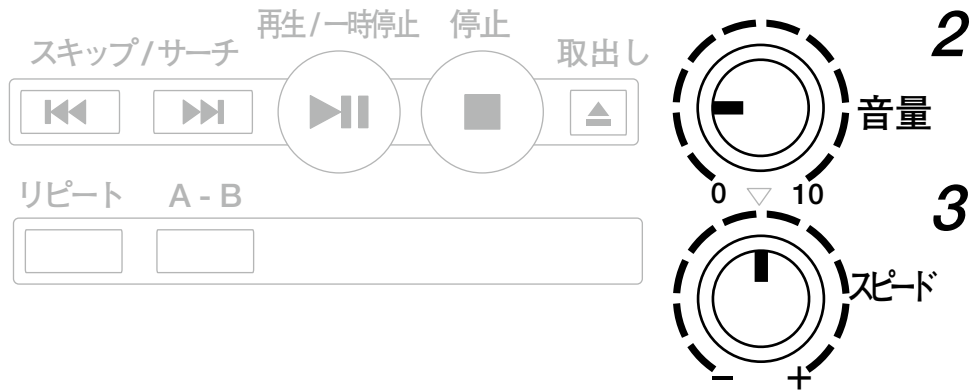 再生/一時停止 停止
スキップ/サーチ 取出し
2
音量
0 10
リピート A - B
3
スピード
− +